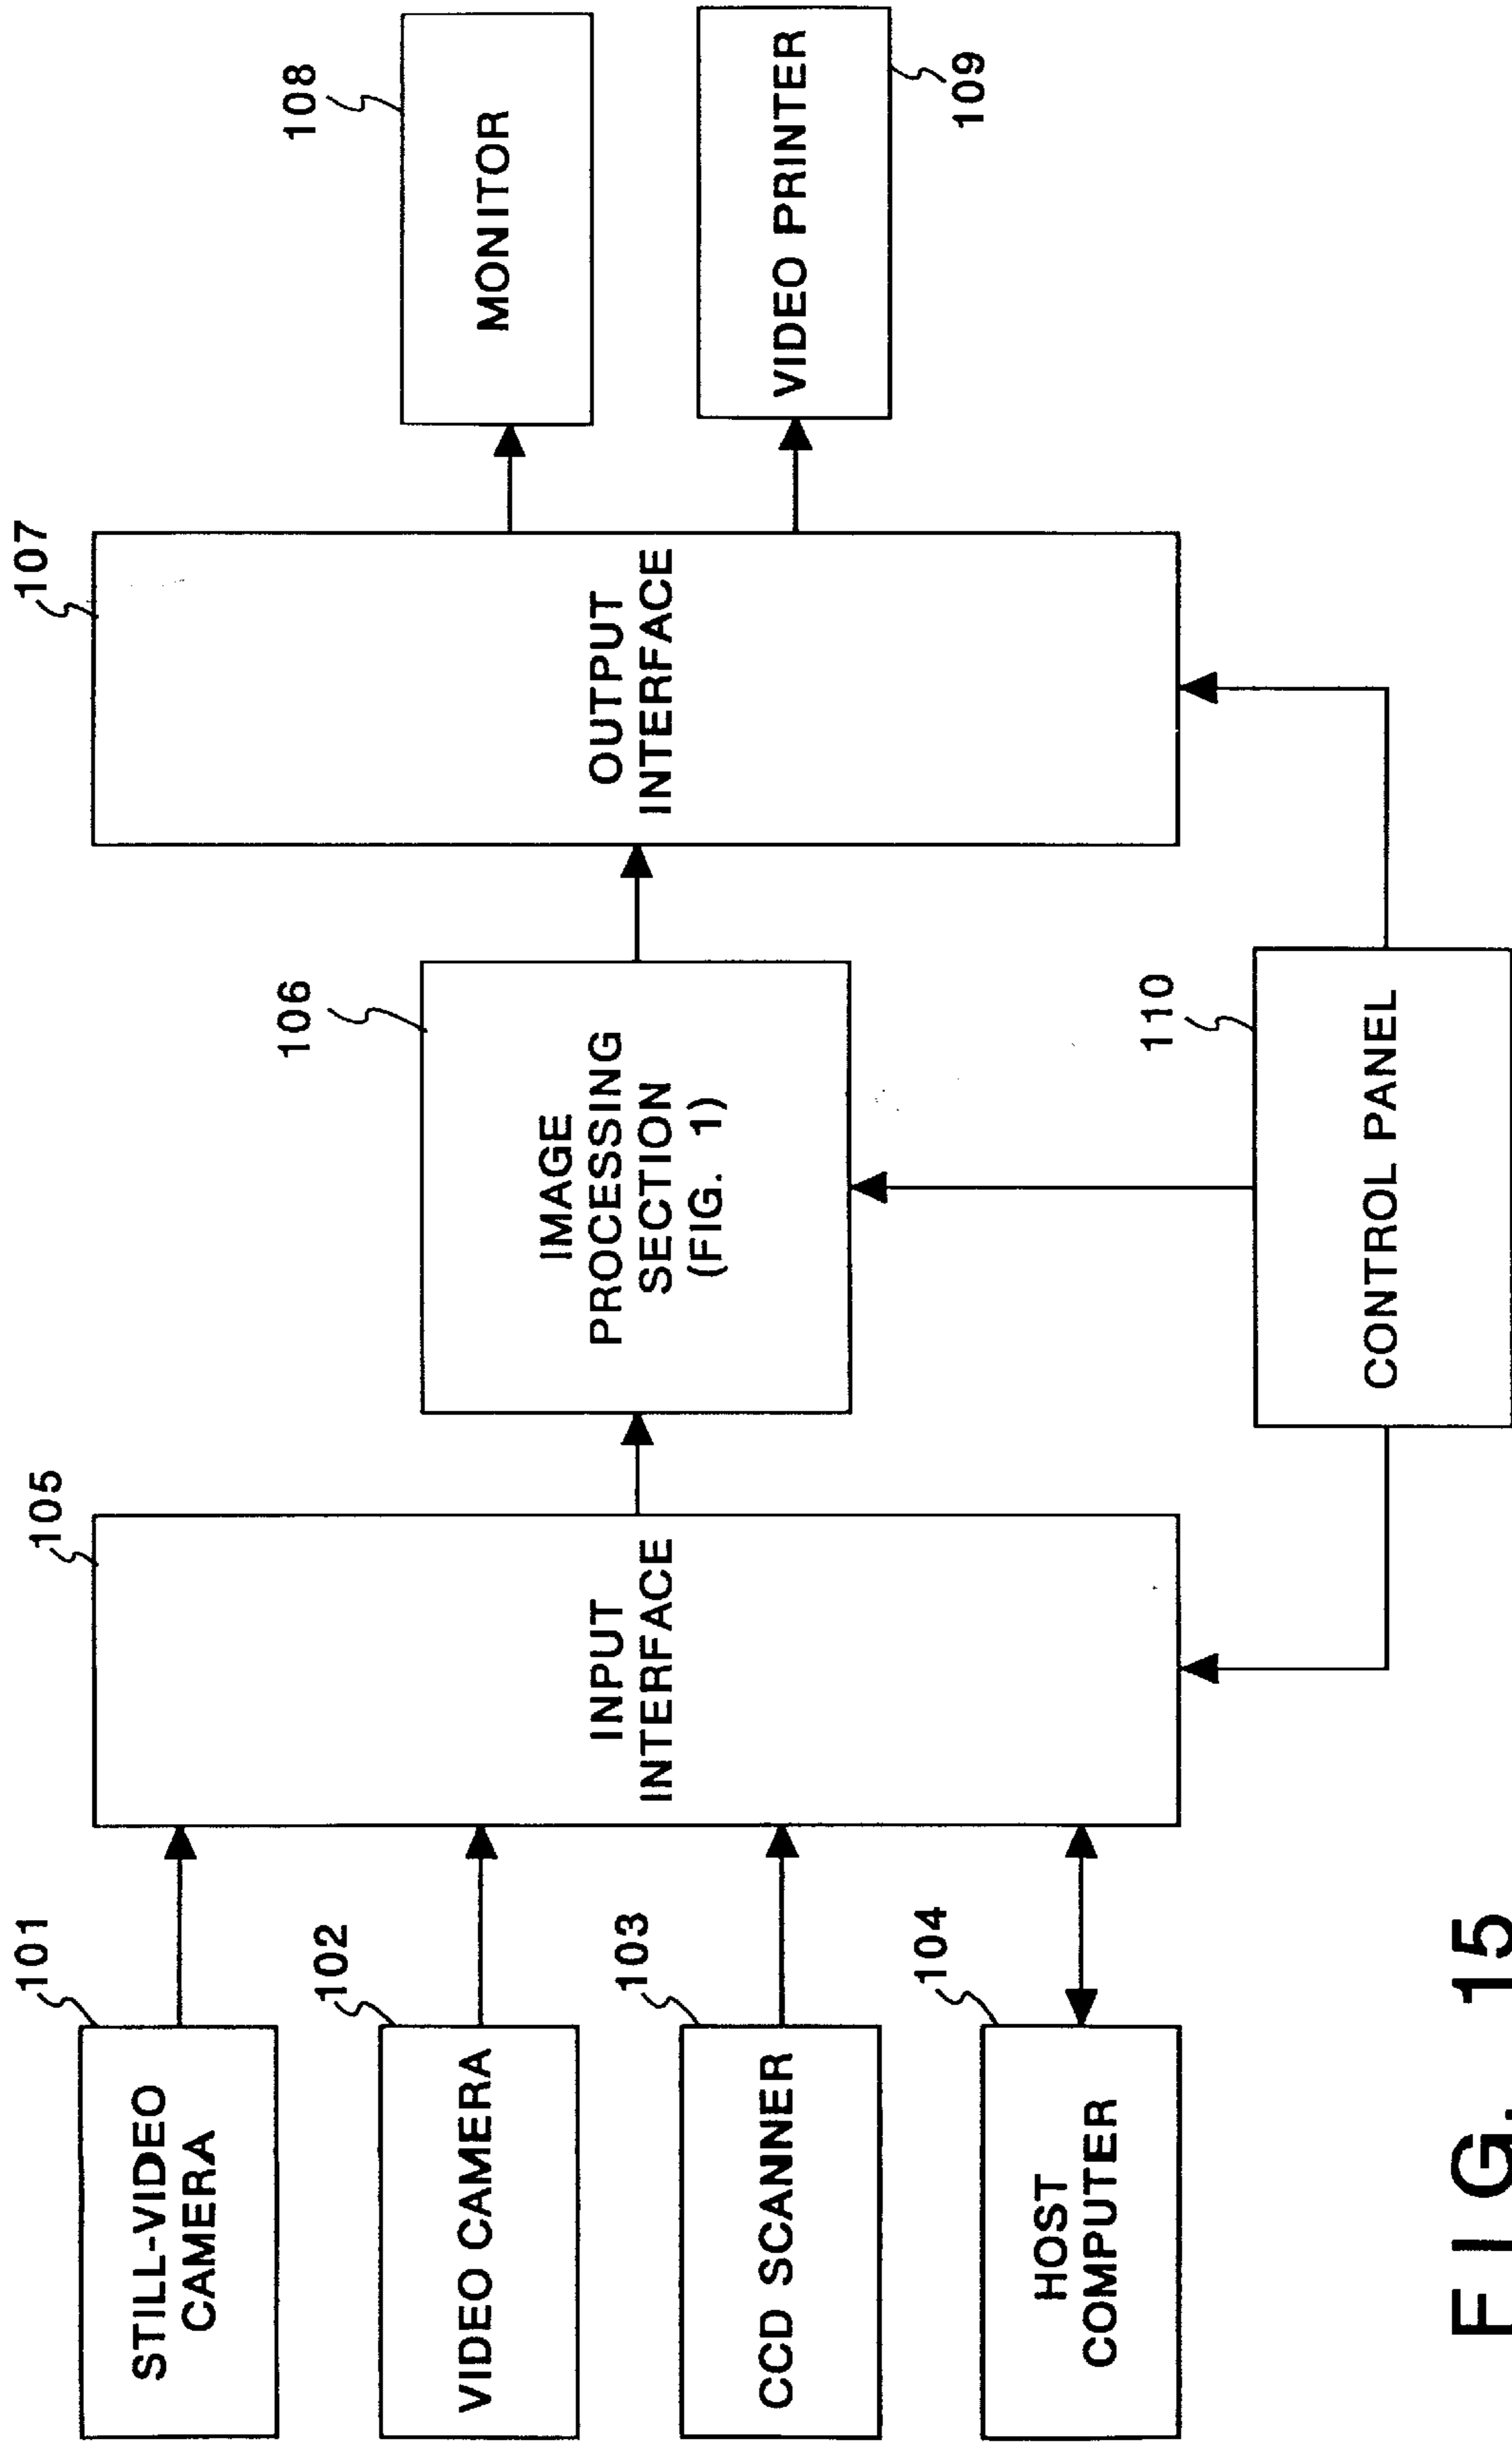 101
STILL-VIDEO
CAMERA
102
VIDEO CAMERA
103
CCD SCANNER
104
HOST
COMPUTER
105
INPUT
INTERFACE
106
IMAGE
PROCESSING
SECTION
(FIG. 1)
107
OUTPUT
INTERFACE
108
MONITOR
VIDEO PRINTER
109
110
CONTROL PANEL
FIG. 15